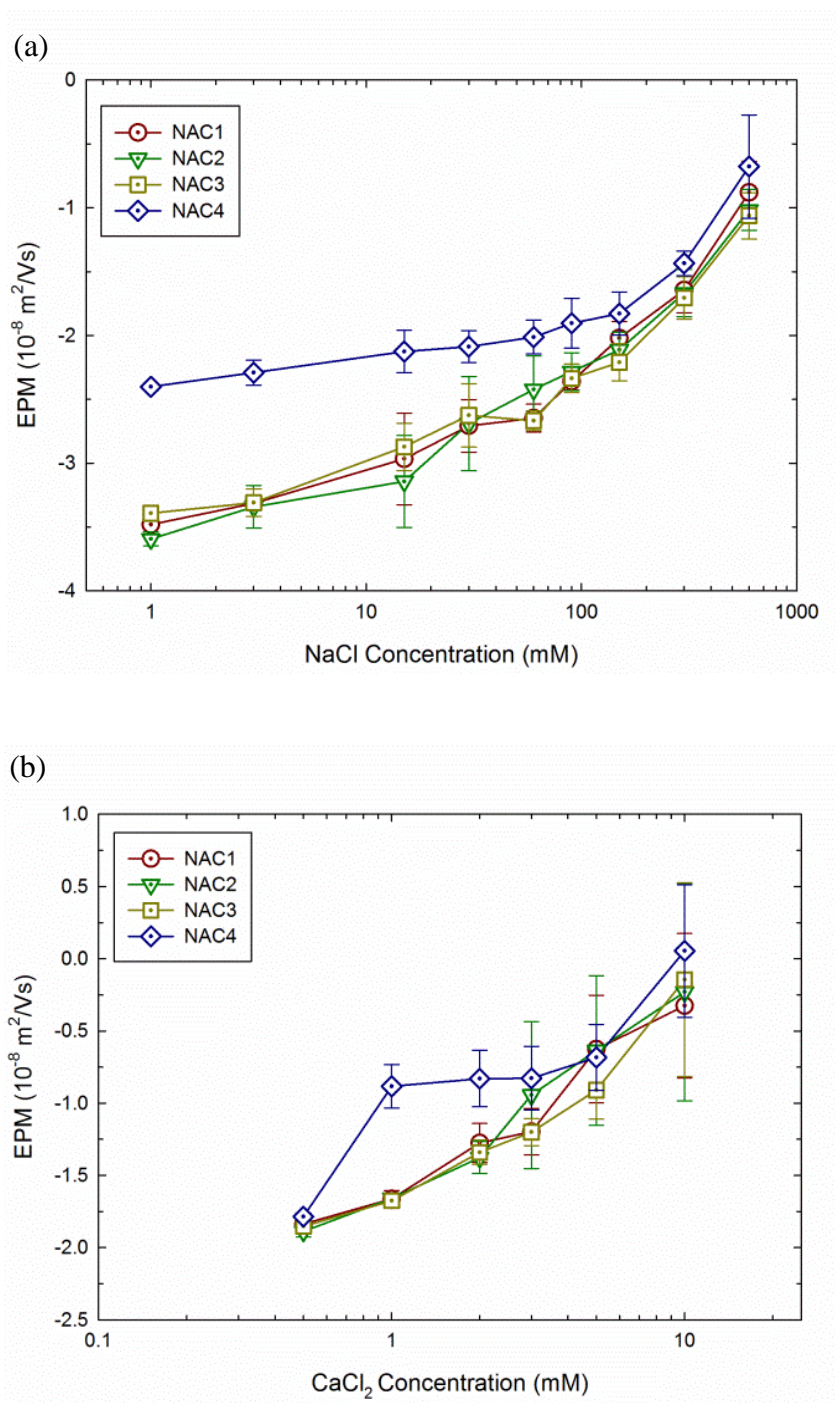 (a)
0
-1
-2
-3
-4
EPM (10⁻⁸ m²/Vs)
NAC1
NAC2
NAC3
NAC4
1 10 100 1000
NaCl Concentration (mM)
(b)
1.0
0.5
0.0
-0.5
-1.0
-1.5
-2.0
-2.5
EPM (10⁻⁸ m²/Vs)
NAC1
NAC2
NAC3
NAC4
0.1 1 10
CaCl₂ Concentration (mM)